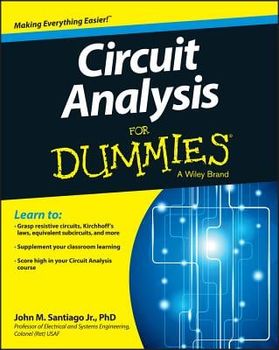 Making Everything Easier!™
Circuit
Analysis
FOR
DUMMIES®
A Wiley Brand
Learn to:
• Grasp resistive circuits, Kirchhoff's
laws, equivalent subcircuits, and more
• Supplement your classroom learning
• Score high in your Circuit Analysis
course
John M. Santiago Jr., PhD
Professor of Electrical and Systems Engineering,
Colonel (Ret) USAF